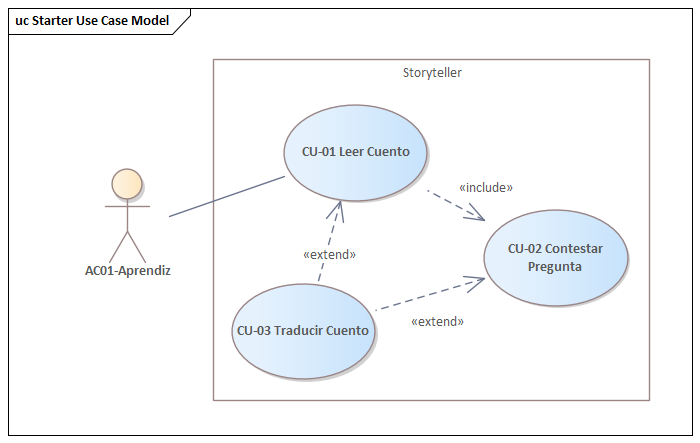 uc Starter Use Case Model
Storyteller
CU-01 Leer Cuento
«include»
AC01-Aprendiz
«extend»
CU-02 Contestar
Pregunta
CU-03 Traducir Cuento
«extend»